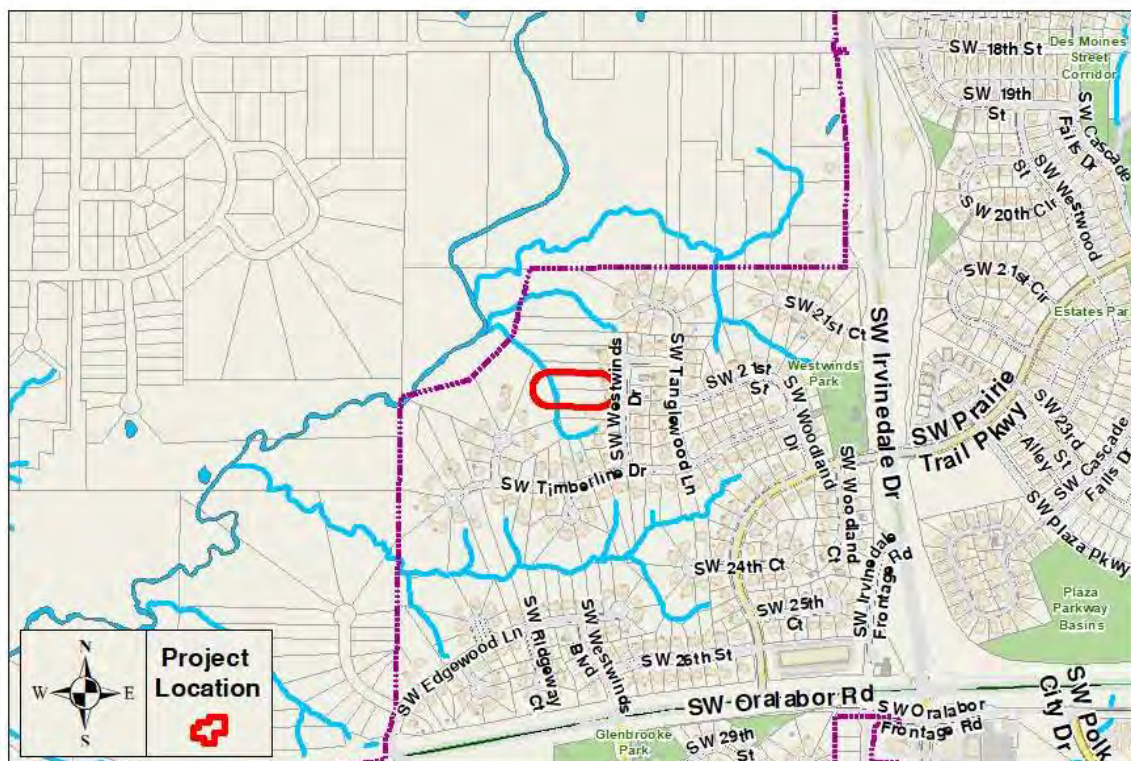 SW 18th St
Des Moines
Street
Corridor
SW 19th
St
SW Cascade
Falls Dr
SW Westwood
St
SW 20th Cir
SW 21st Cir
Estates Par
SW 21st Ct
Westwinds
Park
SW Irvinedale Dr
SW Westwinds
Dr
SW Tanglewood Ln
SW 21st
St
SW Woodland
Dr
SW Prairie
Trail Pkwy
SW 23rd
St
Alley
SW Cascade
Falls Dr
SW Timberline Dr
SW Woodland
Ct
SW Plaza Pkwy
SW 24th Ct
SW Irvinedale
Frontage Rd
SW 25th
Ct
Plaza
Parkway
Basins
SW Edgewood Ln
SW Ridgeway
Ct
SW Westwinds
Blvd
SW 26th St
SW Oralabor Rd
SW Oralabor
Frontage Rd
SW Polk
City Dr
Glenbrooke
Park
SW 29th
St
N
W
E
S
Project
Location